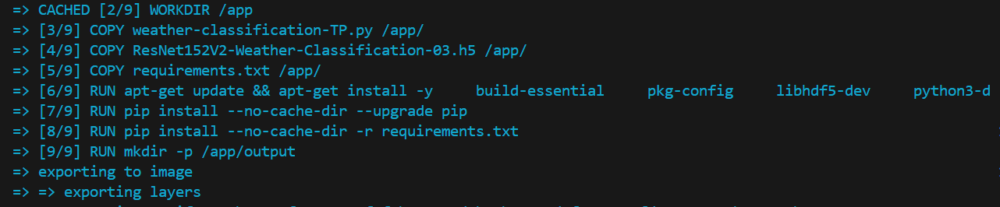 => CACHED [2/9] WORKDIR /app
=> [3/9] COPY weather-classification-TP.py /app/
=> [4/9] COPY ResNet152V2-Weather-Classification-03.h5 /app/
=> [5/9] COPY requirements.txt /app/
=> [6/9] RUN apt-get update && apt-get install -y     build-essential     pkg-config     libhdf5-dev     python3-d
=> [7/9] RUN pip install --no-cache-dir --upgrade pip
=> [8/9] RUN pip install --no-cache-dir -r requirements.txt
=> [9/9] RUN mkdir -p /app/output
=> exporting to image
=> => exporting layers